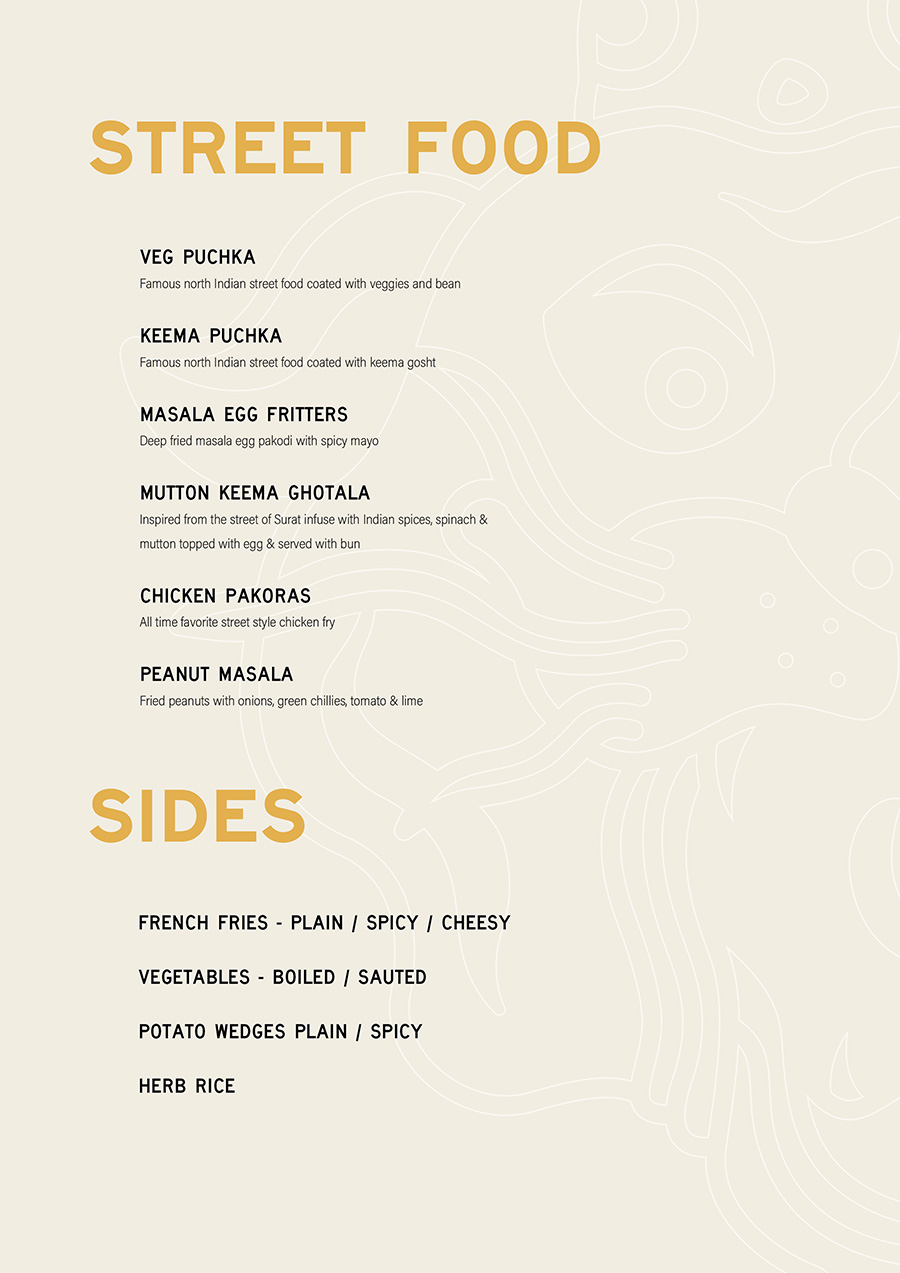 STREET FOOD
VEG PUCHKA
Famous north Indian street food coated with veggies and bean
KEEMA PUCHKA
Famous north Indian street food coated with keema gosht
MASALA EGG FRITTERS
Deep fried masala egg pakodi with spicy mayo
MUTTON KEEMA GHOTALA
Inspired from the street of Surat infuse with Indian spices, spinach &
mutton topped with egg & served with bun
CHICKEN PAKORAS
All time favorite street style chicken fry
PEANUT MASALA
Fried peanuts with onions, green chillies, tomato & lime
SIDES
FRENCH FRIES - PLAIN / SPICY / CHEESY
VEGETABLES - BOILED / SAUTED
POTATO WEDGES PLAIN / SPICY
HERB RICE